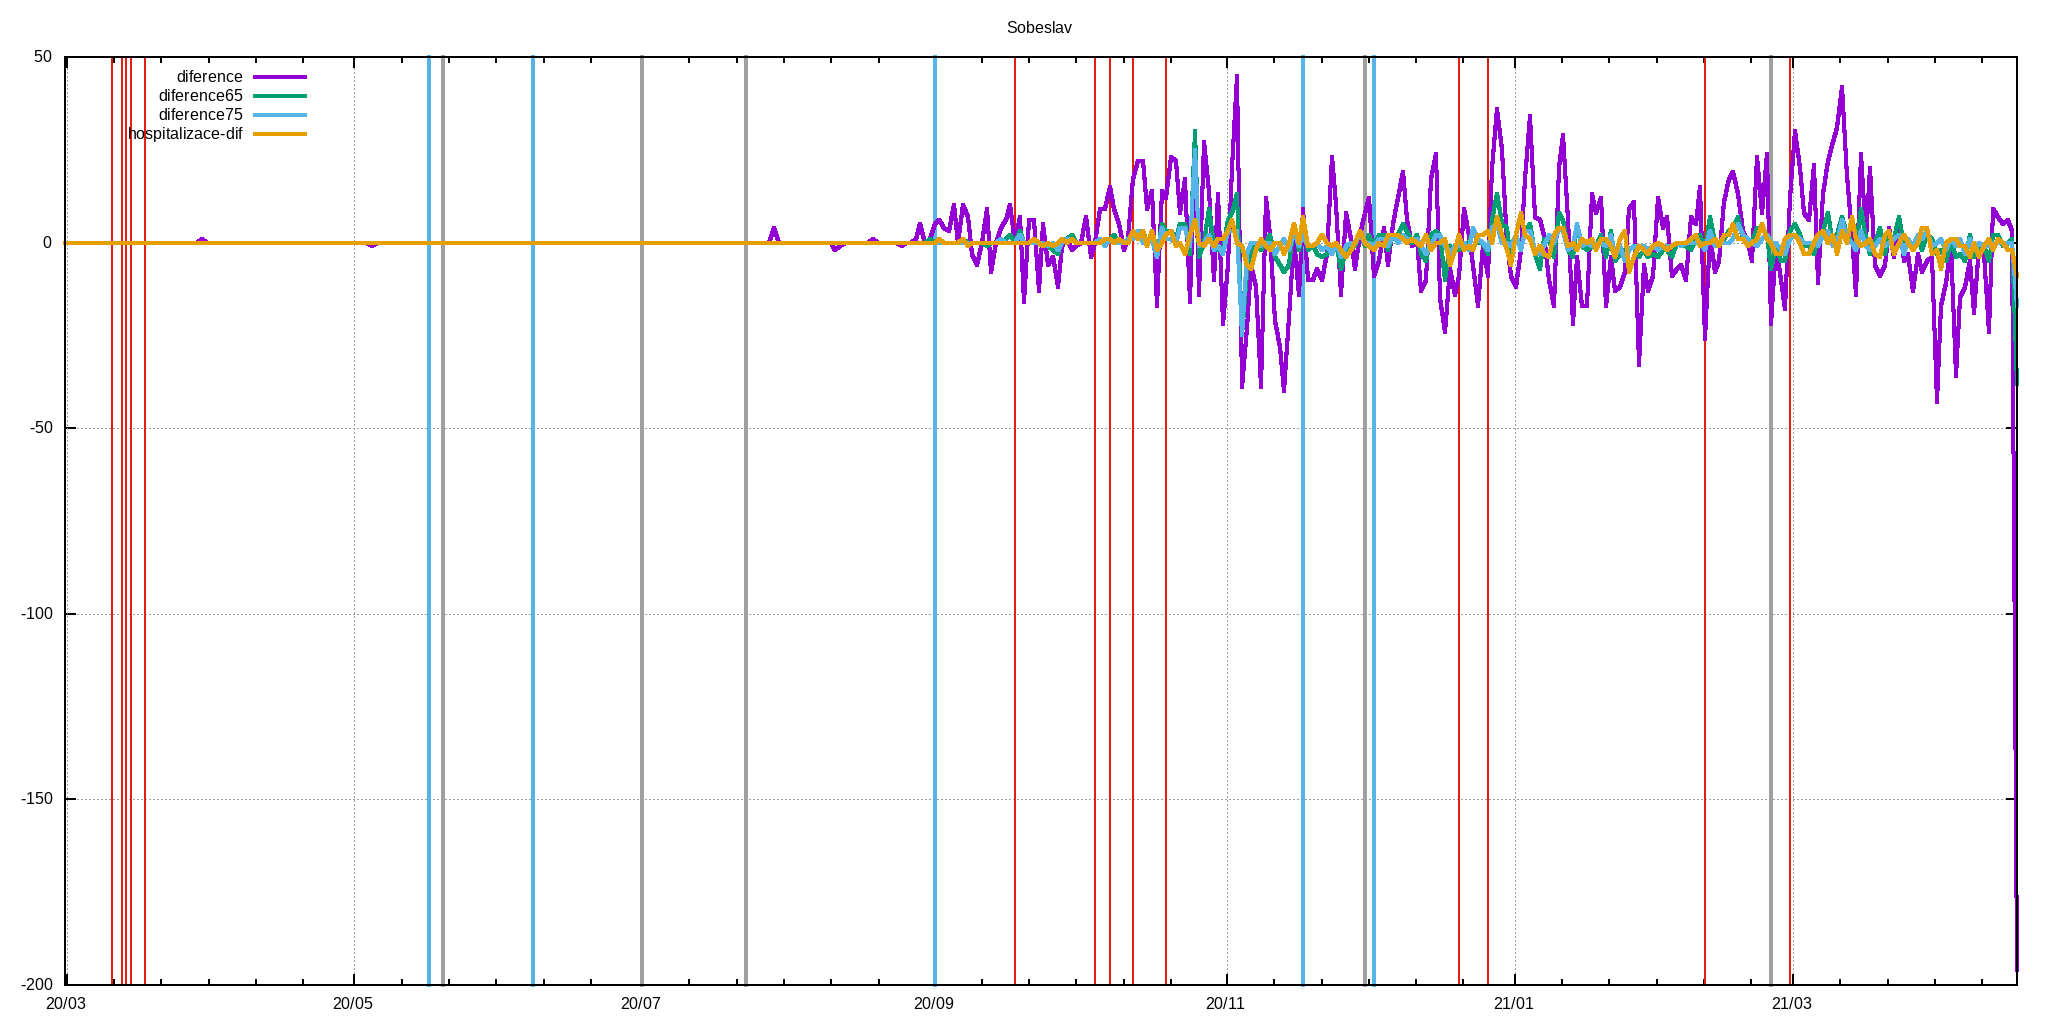 Sobeslav
50
diference
diference65
diference75
hospitalizace-dif
0
-50
-100
-150
-200
20/03 20/05 20/07 20/09 20/11 21/01 21/03